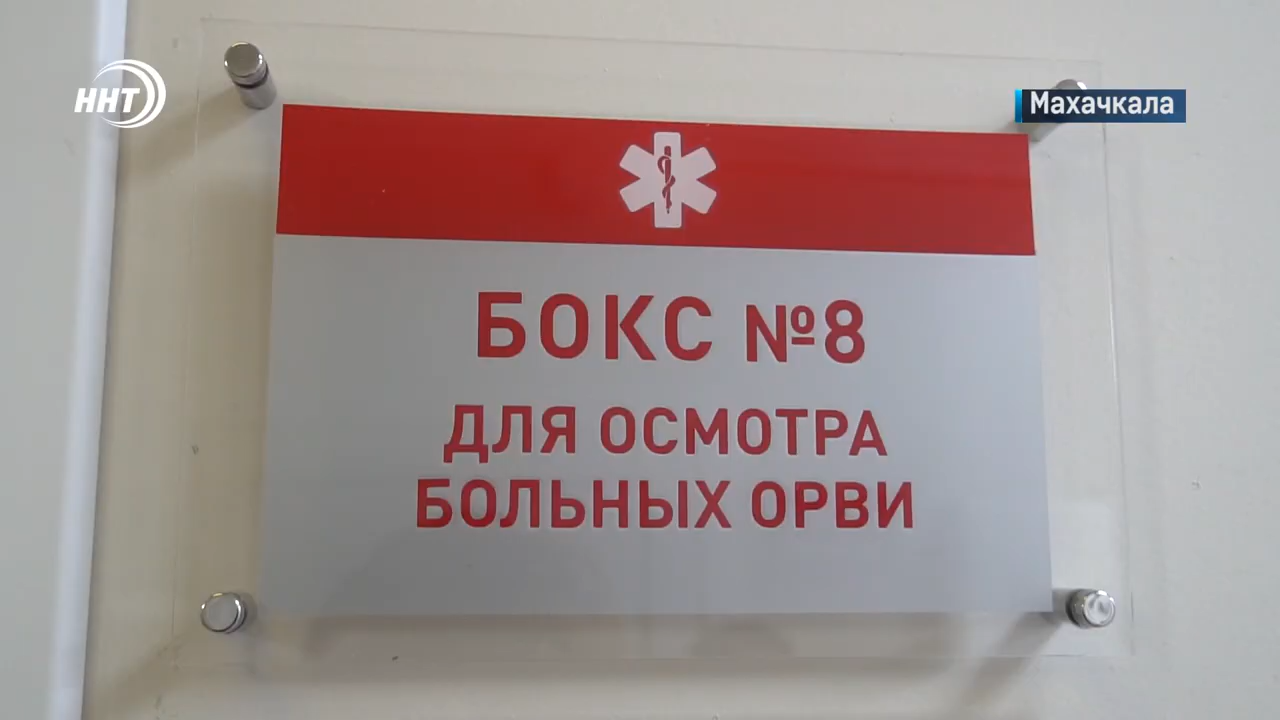 ННТ
Махачкала
БОКС №8
ДЛЯ ОСМОТРА
БОЛЬНЫХ ОРВИ